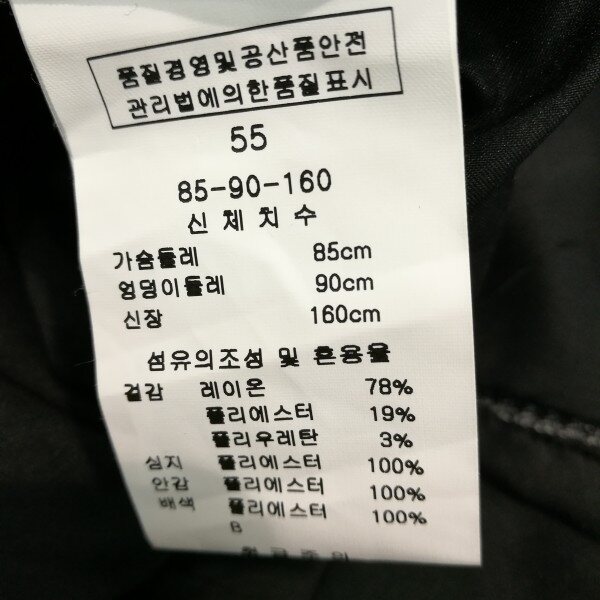 품질경영및공산품안전
관리법에의한품질표시
55
85-90-160
신체치수
가슴둘레 85cm
엉덩이둘레 90cm
신장 160cm
섬유의조성 및 혼용율
겉감 레이온 78%
폴리에스터 19%
폴리우레탄 3%
심지 폴리에스터 100%
안감 폴리에스터 100%
배색 폴리에스터 100%
B